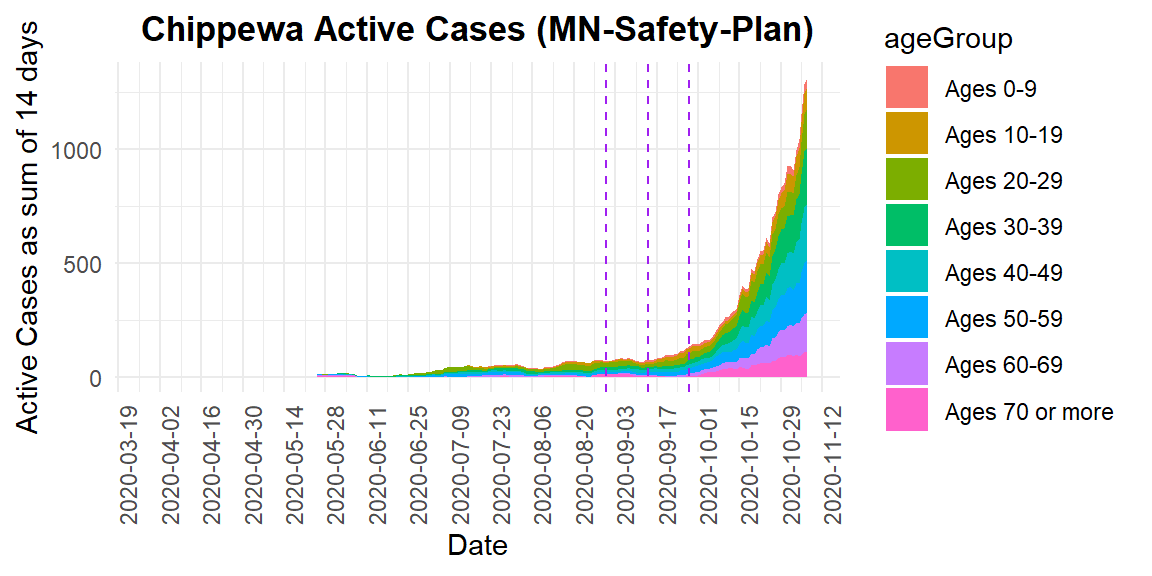 Chippewa Active Cases (MN-Safety-Plan)
Active Cases as sum of 14 days
1000
500
0
2020-03-19
2020-04-02
2020-04-16
2020-04-30
2020-05-14
2020-05-28
2020-06-11
2020-06-25
2020-07-09
2020-07-23
2020-08-06
2020-08-20
2020-09-03
2020-09-17
2020-10-01
2020-10-15
2020-10-29
2020-11-12
Date
ageGroup
Ages 0-9
Ages 10-19
Ages 20-29
Ages 30-39
Ages 40-49
Ages 50-59
Ages 60-69
Ages 70 or more